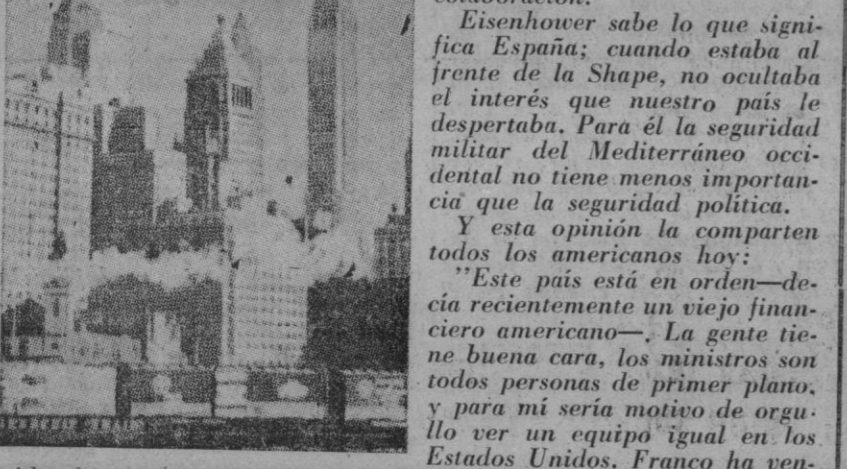 colaboración.
Eisenhower sabe lo que signi-
fica España; cuando estaba al
frente de la Shape, no ocultaba
el interés que nuestro país le
despertaba. Para él la seguridad
militar del Mediterráneo occi-
dental no tiene menos importan-
cia que la seguridad política.
Y esta opinión la comparten
todos los americanos hoy:
"Este país está en orden—de-
cía recientemente un viejo finan-
ciero americano—. La gente tie-
ne buena cara, los ministros son
todos personas de primer plano,
y para mí sería motivo de orgu-
llo ver un equipo igual en los
Estados Unidos. Franco ha ven-